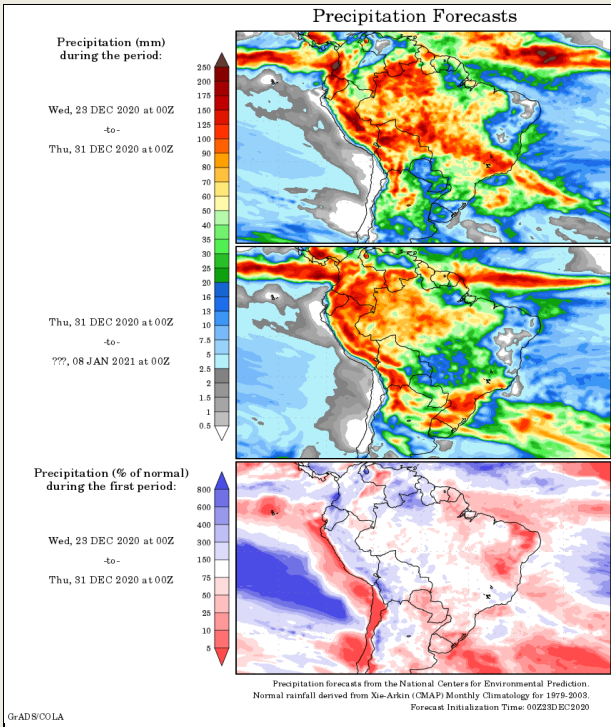 Precipitation Forecasts
Precipitation (mm)
during the period:
Wed, 23 DEC 2020 at 00Z
-to-
Thu, 31 DEC 2020 at 00Z
250
200
175
150
125
100
90
80
70
60
50
40
35
30
25
20
16
13
10
7.5
5
2.5
2
1.5
1
0.5
Thu, 31 DEC 2020 at 00Z
-to-
???, 08 JAN 2021 at 00Z
Precipitation (% of normal)
during the first period:
Wed, 23 DEC 2020 at 00Z
-to-
Thu, 31 DEC 2020 at 00Z
800
600
400
300
150
75
50
25
10
5
Precipitation forecasts from the National Centers for Environmental Prediction.
Normal rainfall derived from Xie-Arkin (CMAP) Monthly Climatology for 1979-2003.
Forecast Initialization Time: 00Z23DEC2020
GrADS/COLA